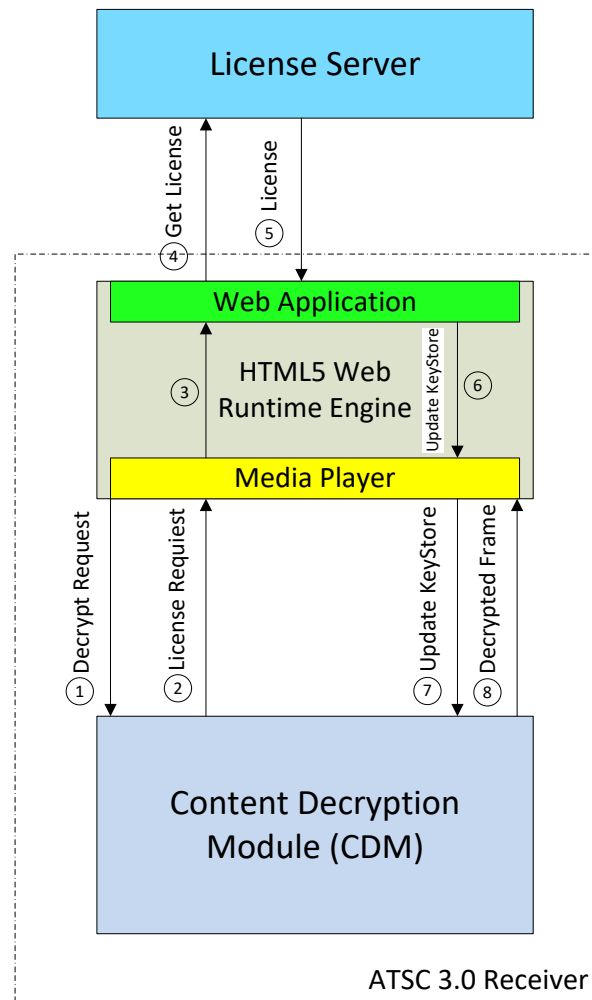 License Server
Get License
4
License
5
Web Application
HTML5 Web
Runtime Engine
3
Update KeyStore
6
Media Player
Decrypt Request
1
License Requiest
2
Update KeyStore
7
Decrypted Frame
8
Content Decryption
Module (CDM)
ATSC 3.0 Receiver